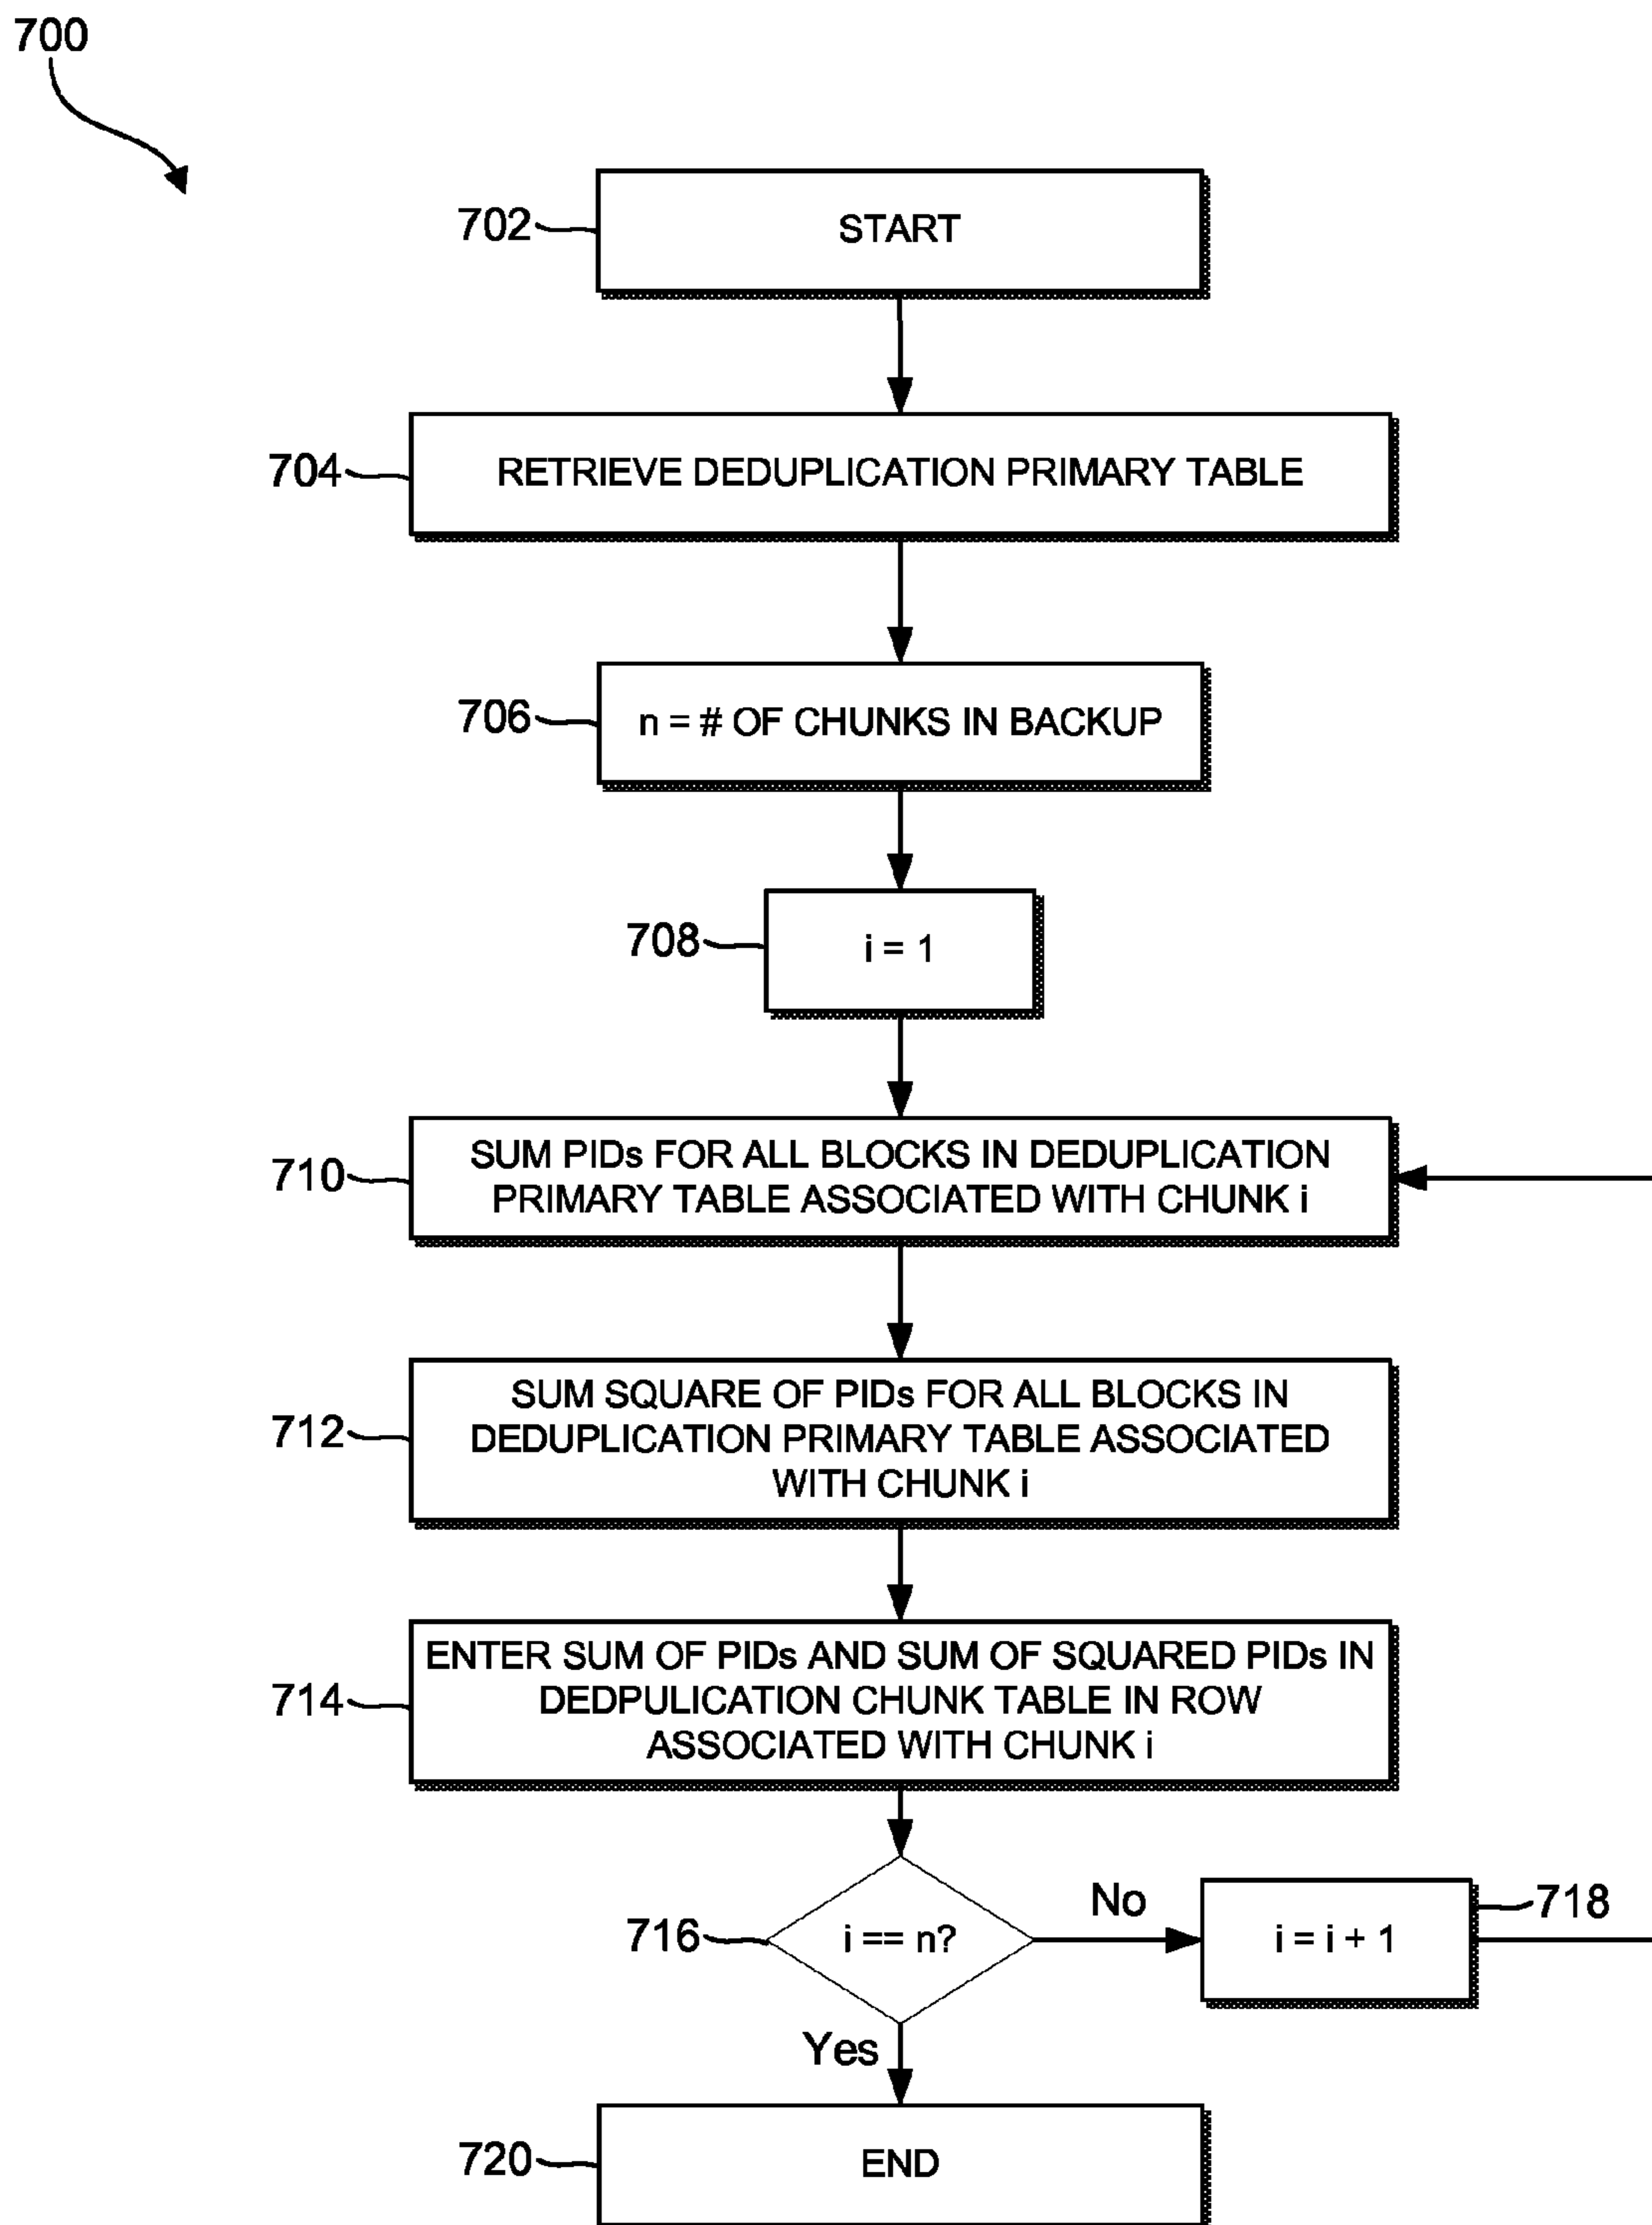 700
702
START
704
RETRIEVE DEDUPLICATION PRIMARY TABLE
706
n = # OF CHUNKS IN BACKUP
708
i = 1
710
SUM PIDs FOR ALL BLOCKS IN DEDUPLICATION
PRIMARY TABLE ASSOCIATED WITH CHUNK i
712
SUM SQUARE OF PIDs FOR ALL BLOCKS IN
DEDUPLICATION PRIMARY TABLE ASSOCIATED
WITH CHUNK i
714
ENTER SUM OF PIDs AND SUM OF SQUARED PIDs IN
DEDPULICATION CHUNK TABLE IN ROW
ASSOCIATED WITH CHUNK i
716
i == n?
No
i = i + 1
718
Yes
720
END